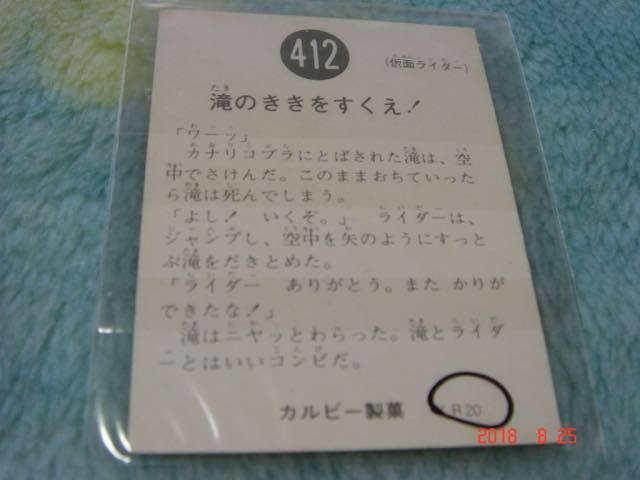 412
(仮面ライダー)
滝のききをすくえ!
「ワーッ」
カナリコブラにとばされた滝は、空
中でさけんだ。このままおちていった
ら滝は死んでしまう。
「よし! いくぞ。」 ライダーは、
ジャンプし、空中を矢のようにすっと
ぶ滝をだきとめた。
「ライダー ありがとう。また かりが
できたな!」
滝はニヤッとわらった。滝とライダ
ーとはいいコンビだ。
カルビー製菓
R20
2018 8 25